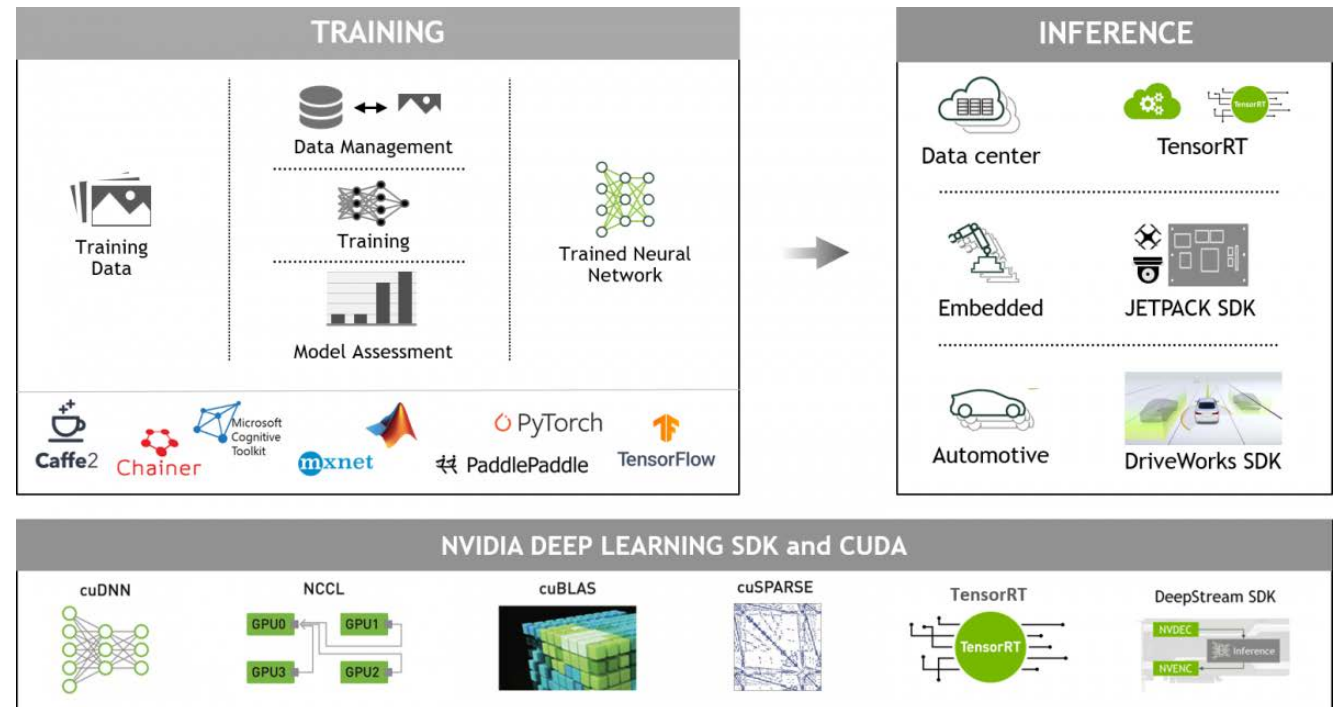 TRAINING
Data Management
Training
Data
Training
Model Assessment
Trained Neural
Network
Caffe2
Chainer
Microsoft
Cognitive
Toolkit
mxnet
PyTorch
PaddlePaddle
TensorFlow
INFERENCE
Data center
TensorRT
TensorRT
Embedded
JETPACK SDK
Automotive
DriveWorks SDK
NVIDIA DEEP LEARNING SDK and CUDA
cuDNN
NCCL
GPU0
GPU1
GPU3
GPU2
cuBLAS
cuSPARSE
TensorRT
TensorRT
DeepStream SDK
NVDEC
Inference
NVENC